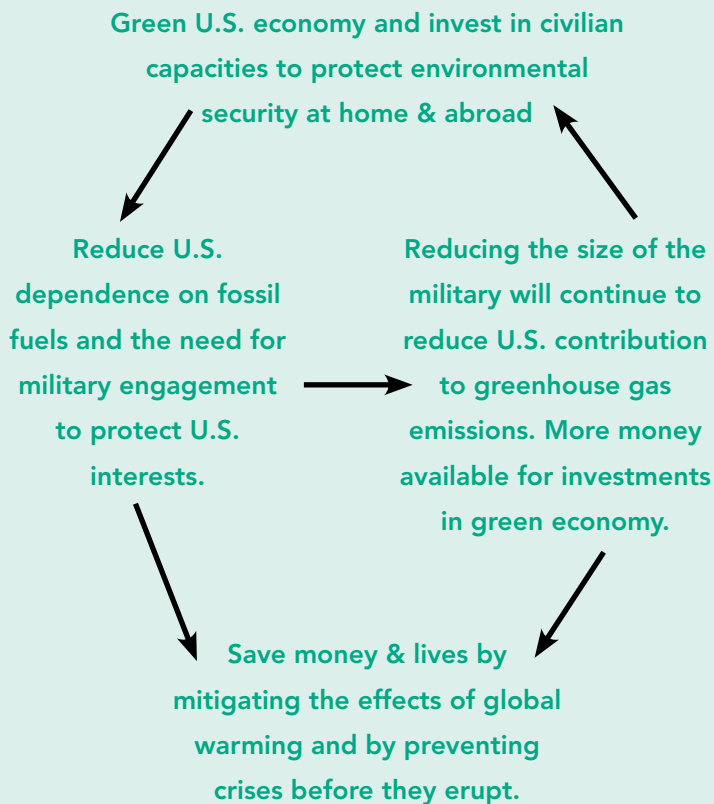 Green U.S. economy and invest in civilian
capacities to protect environmental
security at home & abroad
Reduce U.S.
dependence on fossil
fuels and the need for
military engagement
to protect U.S.
interests.
Reducing the size of the
military will continue to
reduce U.S. contribution
to greenhouse gas
emissions. More money
available for investments
in green economy.
Save money & lives by
mitigating the effects of global
warming and by preventing
crises before they erupt.